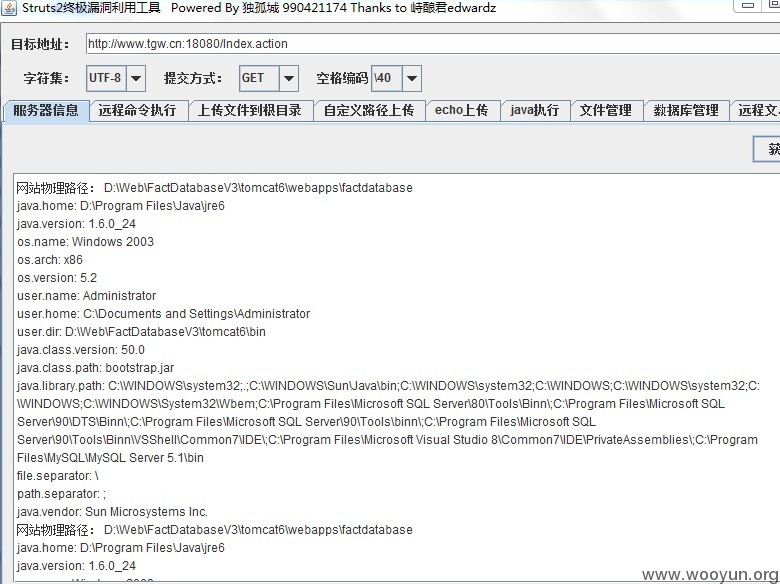 Struts2终极漏洞利用工具 Powered By 独孤城 990421174 Thanks to 峙酿君edwardz
目标地址： http://www.tgw.cn:18080/Index.action
字符集： UTF-8 提交方式： GET 空格编码 \40
服务器信息 远程命令执行 上传文件到根目录 自定义路径上传 echo上传 java执行 文件管理 数据库管理 远程文
获
网站物理路径： D:\Web\FactDatabaseV3\tomcat6\webapps\factdatabase
java.home: D:\Program Files\Java\jre6
java.version: 1.6.0_24
os.name: Windows 2003
os.arch: x86
os.version: 5.2
user.name: Administrator
user.home: C:\Documents and Settings\Administrator
user.dir: D:\Web\FactDatabaseV3\tomcat6\bin
java.class.version: 50.0
java.class.path: bootstrap.jar
java.library.path: C:\WINDOWS\system32;.;C:\WINDOWS\Sun\Java\bin;C:\WINDOWS\system32;C:\WINDOWS;C:\WINDOWS\system32;C:
\WINDOWS;C:\WINDOWS\System32\Wbem;C:\Program Files\Microsoft SQL Server\80\Tools\Binn\;C:\Program Files\Microsoft SQL
Server\90\DTS\Binn\;C:\Program Files\Microsoft SQL Server\90\Tools\binn\;C:\Program Files\Microsoft SQL
Server\90\Tools\Binn\VSShell\Common7\IDE\;C:\Program Files\Microsoft Visual Studio 8\Common7\IDE\PrivateAssemblies\;C:\Program
Files\MySQL\MySQL Server 5.1\bin
file.separator: \
path.separator: ;
java.vendor: Sun Microsystems Inc.
网站物理路径： D:\Web\FactDatabaseV3\tomcat6\webapps\factdatabase
java.home: D:\Program Files\Java\jre6
java.version: 1.6.0_24
www.wooyun.org